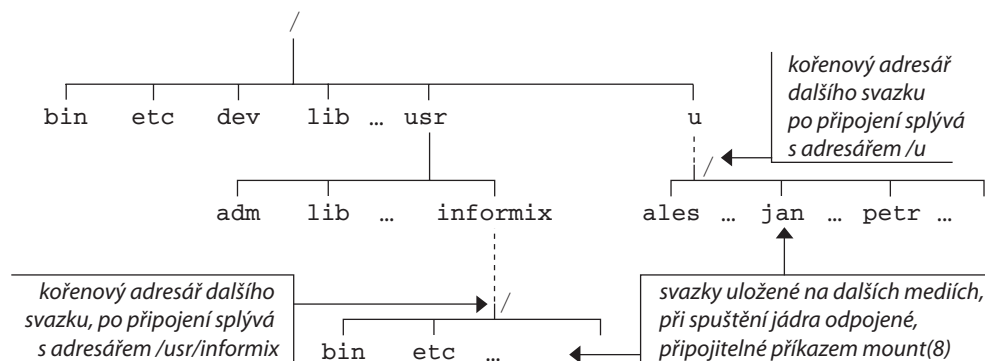 /
kořenový adresář
dalšího svazku
po připojení splývá
s adresářem /u
bin etc dev lib … usr u
/
adm lib … informix ales … jan … petr …
kořenový adresář dalšího
svazku, po připojení splývá
s adresářem /usr/informix
/
bin etc …
svazky uložené na dalších mediích,
při spuštění jádra odpojené,
připojitelné příkazem mount(8)